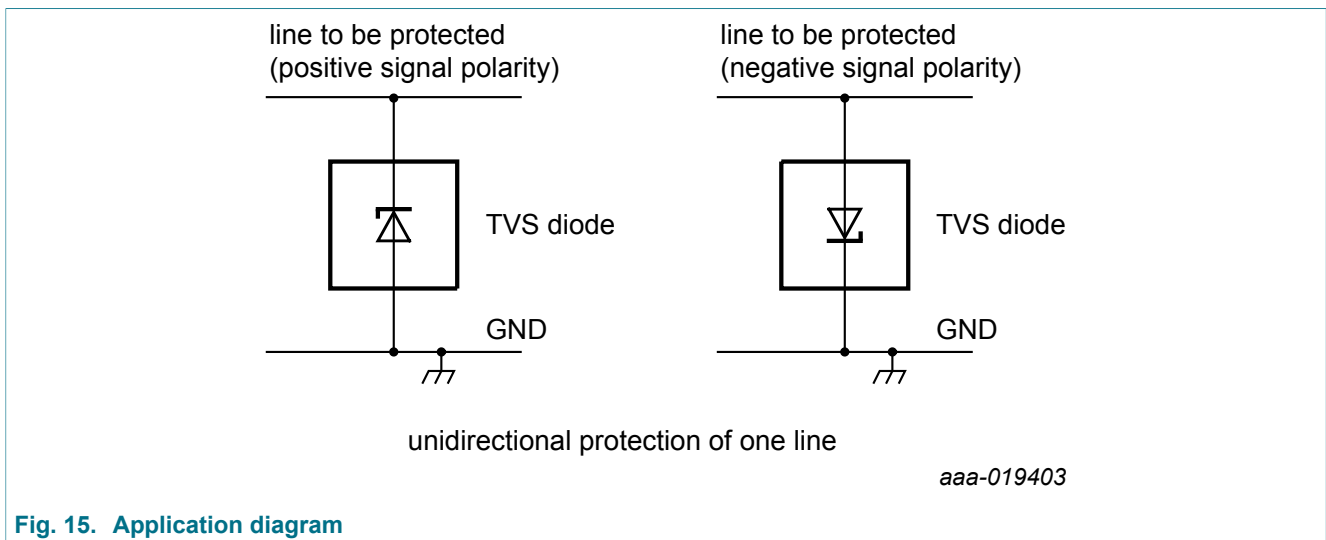 line to be protected
(positive signal polarity)
TVS diode
GND
line to be protected
(negative signal polarity)
TVS diode
GND
unidirectional protection of one line
aaa-019403
Fig. 15. Application diagram